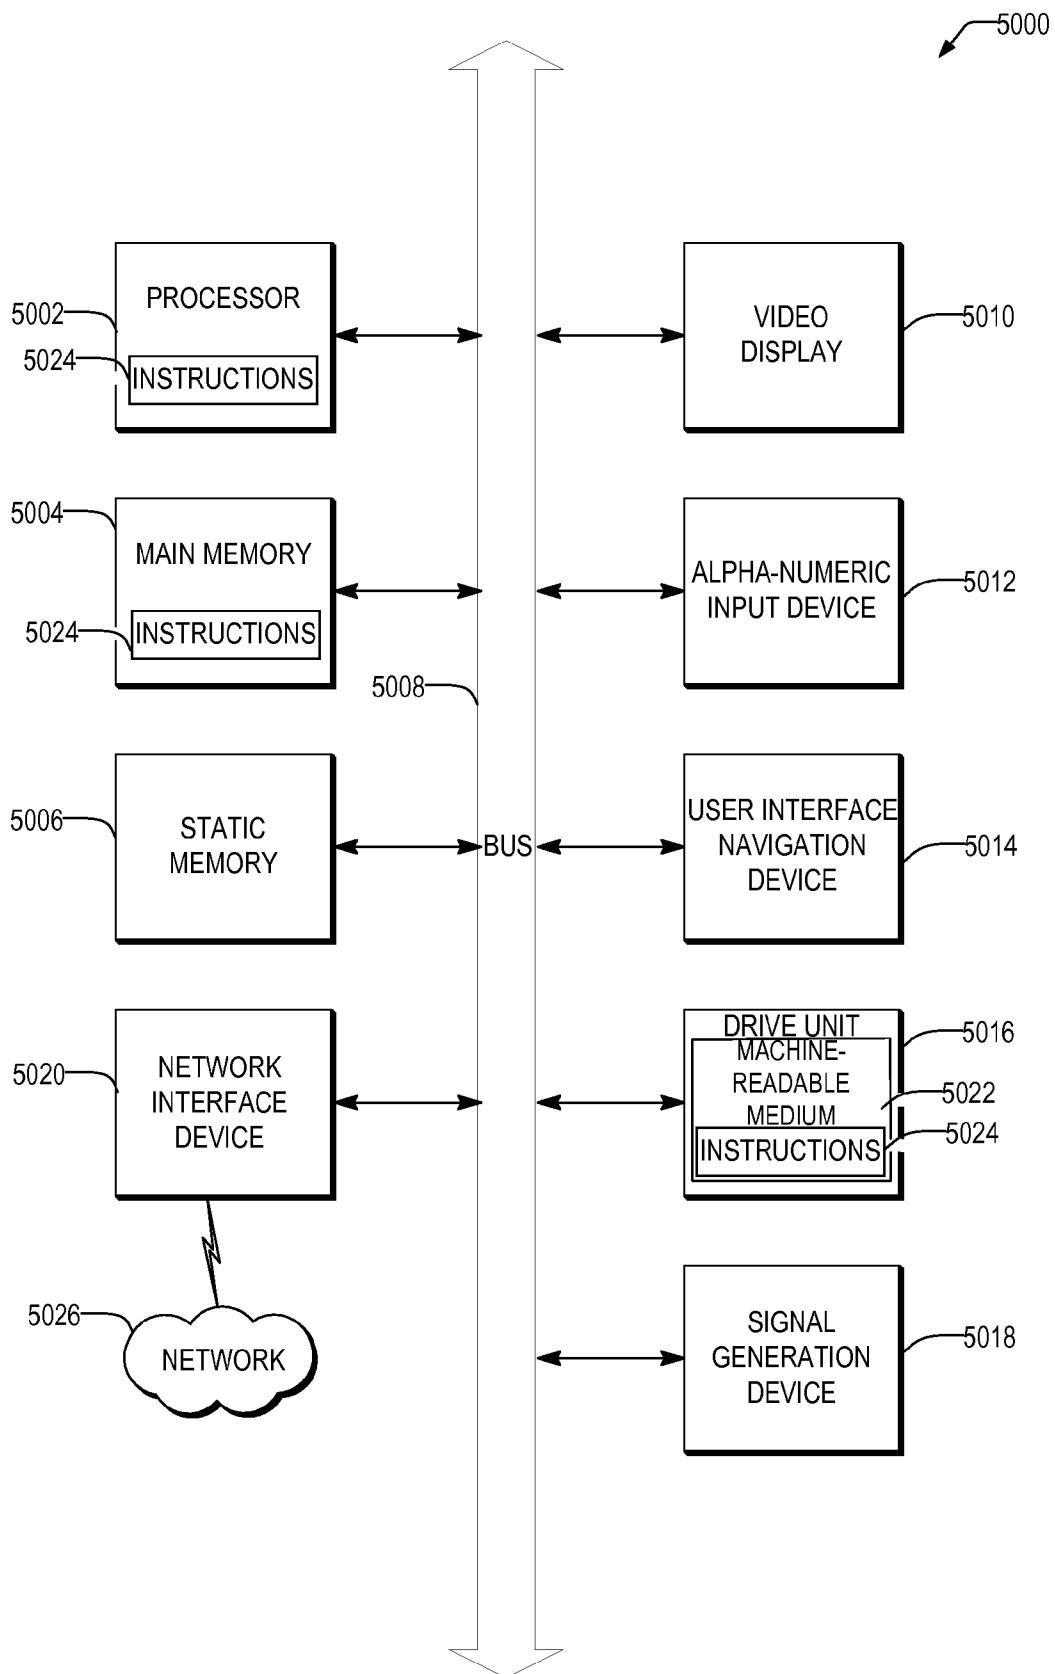 5000
PROCESSOR
5002
5024
INSTRUCTIONS
VIDEO
DISPLAY
5010
5004
MAIN MEMORY
5024
INSTRUCTIONS
ALPHA-NUMERIC
INPUT DEVICE
5012
5008
5006
STATIC
MEMORY
BUS
USER INTERFACE
NAVIGATION
DEVICE
5014
5020
NETWORK
INTERFACE
DEVICE
DRIVE UNIT
MACHINE-
READABLE
MEDIUM
INSTRUCTIONS
5016
5022
5024
5026
NETWORK
SIGNAL
GENERATION
DEVICE
5018